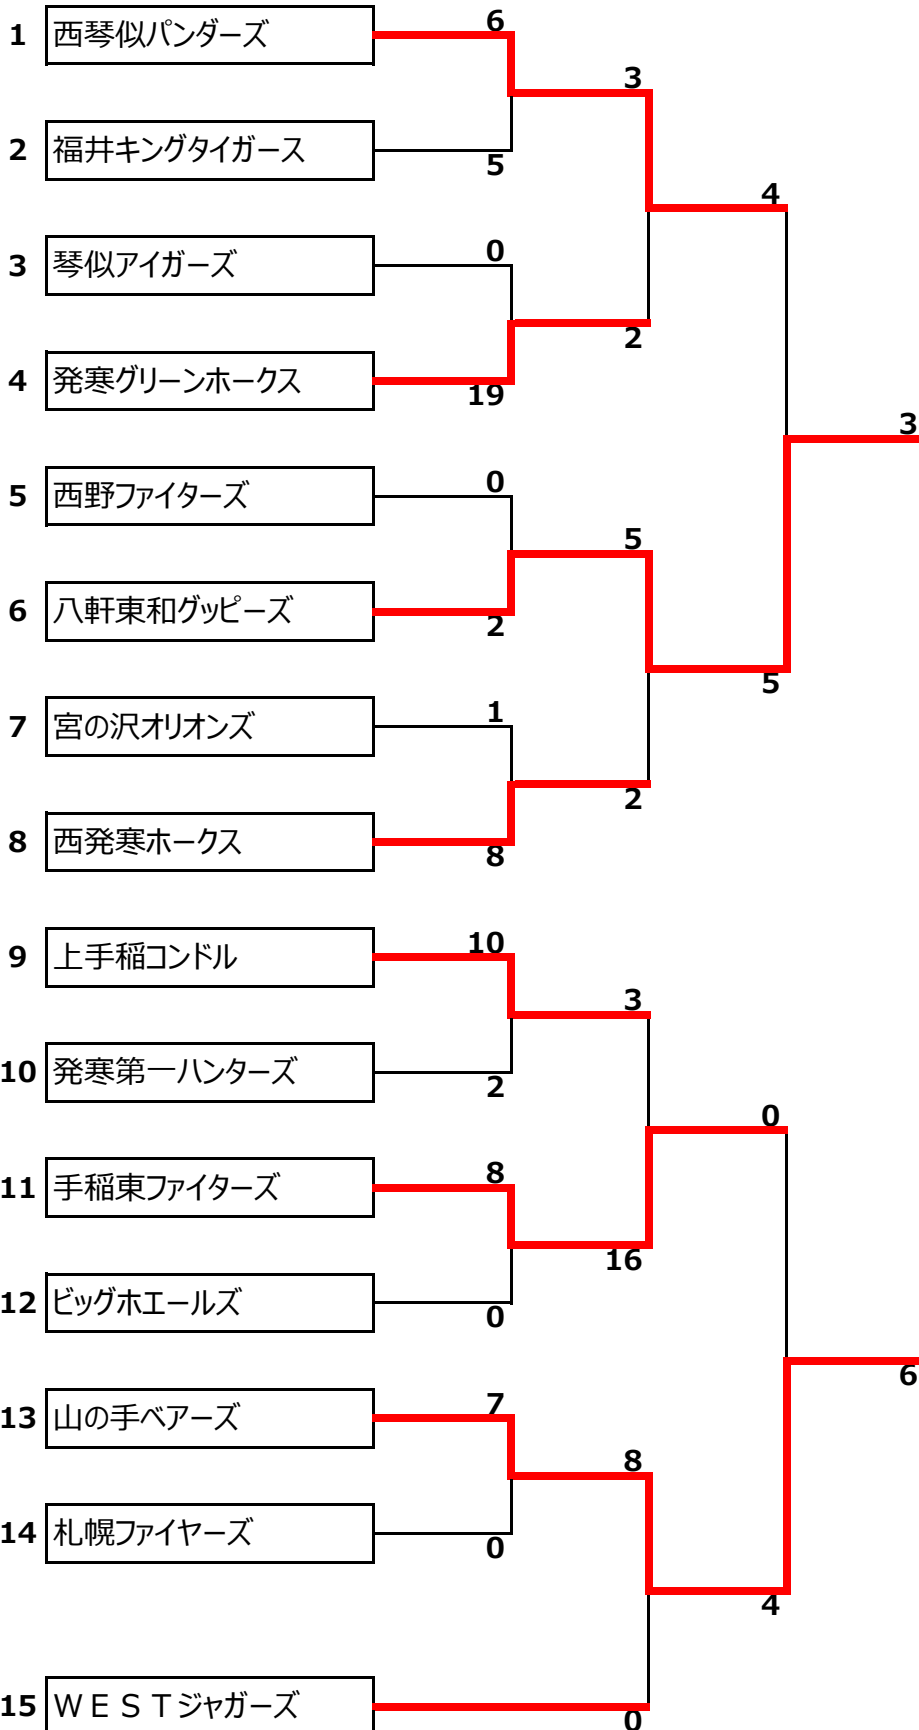 1 西琴似パンダーズ 6
3
2 福井キングタイガース 5
4
3 琴似アイガーズ 0
2
4 発寒グリーンホークス 19
3
5 西野ファイターズ 0
5
6 八軒東和グッピーズ 2
5
7 宮の沢オリオンズ 1
2
8 西発寒ホークス 8
9 上手稲コンドル 10
3
10 発寒第一ハンターズ 2
0
11 手稲東ファイターズ 8
16
12 ビッグホエールズ 0
6
13 山の手ベアーズ 7
8
14 札幌ファイヤーズ 0
4
15 ＷＥＳＴジャガーズ 0